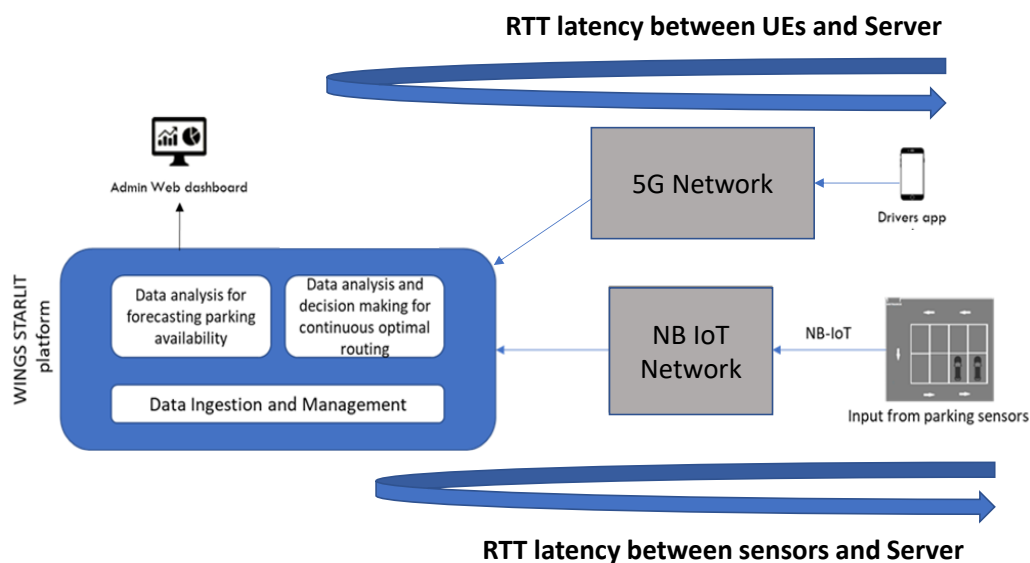 RTT latency between UEs and Server
Admin Web dashboard
5G Network
Drivers app
WINGS STARLIT
platform
Data analysis for
forecasting parking
availability
Data analysis and
decision making for
continuous optimal
routing
Data Ingestion and Management
NB IoT
Network
NB-IoT
Input from parking sensors
RTT latency between sensors and Server